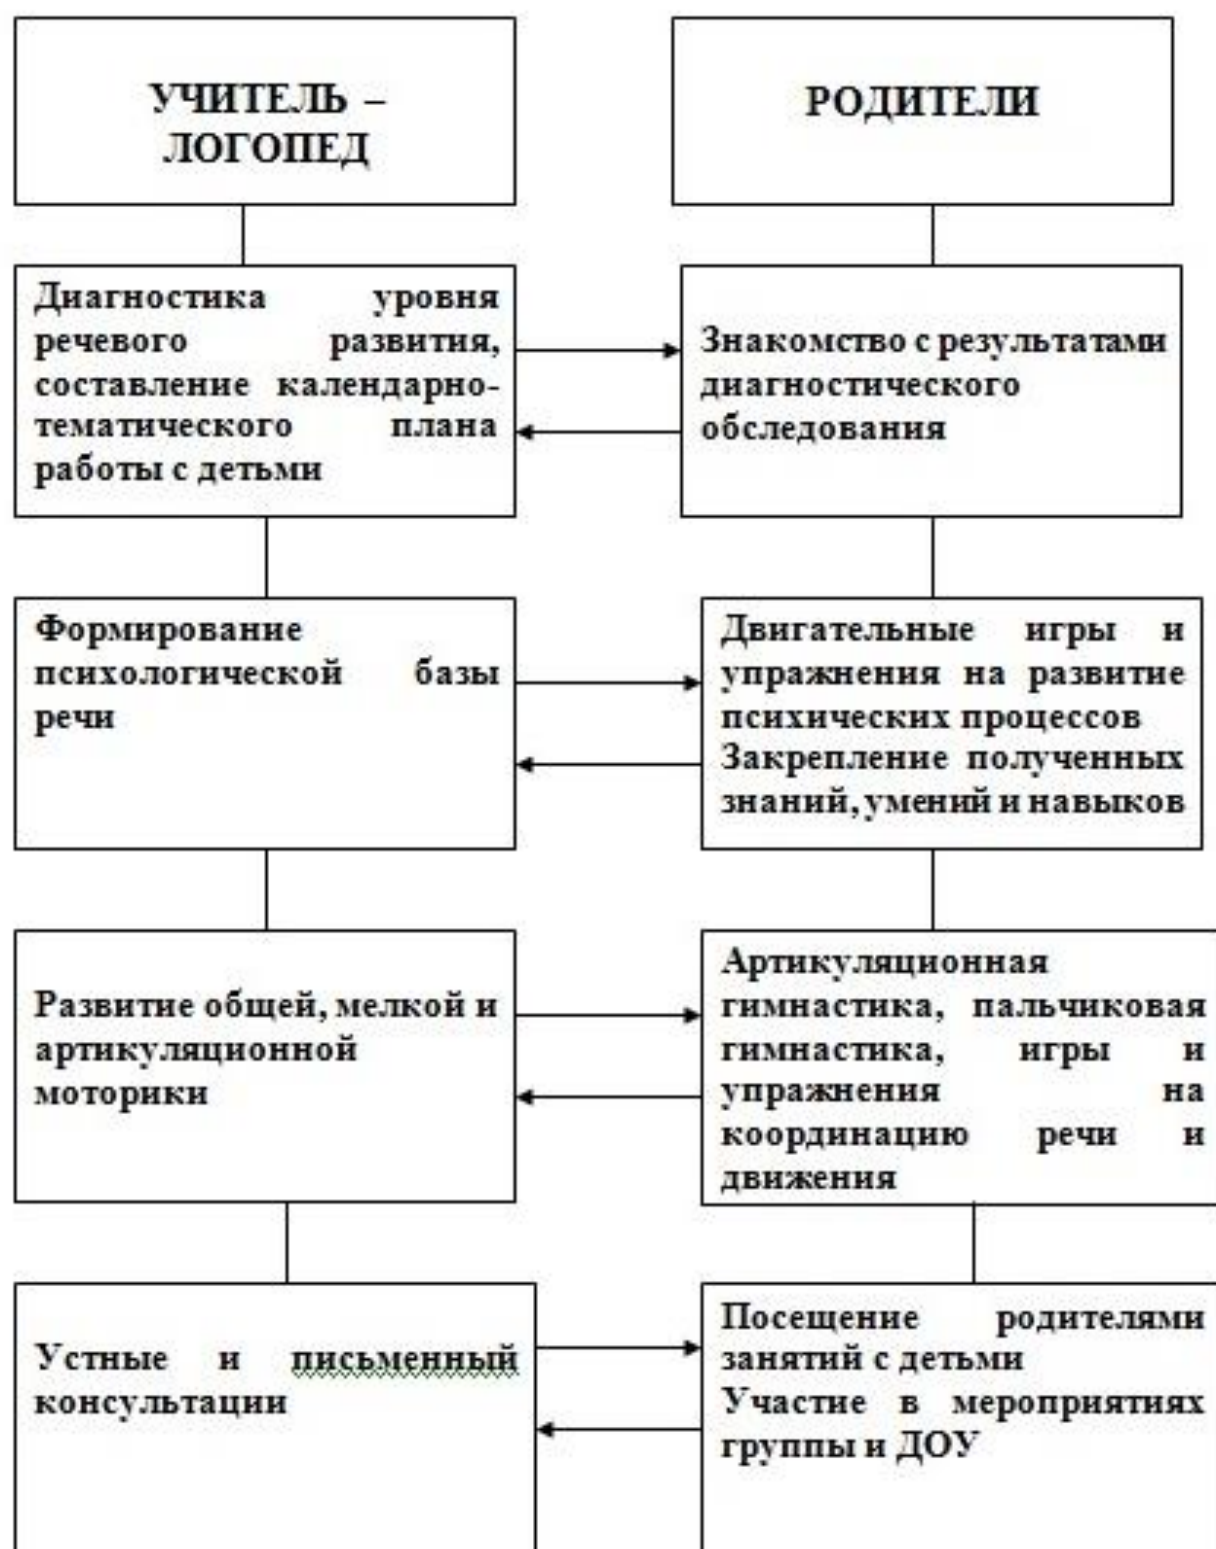 УЧИТЕЛЬ –
ЛОГОПЕД
РОДИТЕЛИ
Диагностика уровня
речевого развития,
составление календарно-
тематического плана
работы с детьми
Знакомство с результатами
диагностического
обследования
Формирование
психологической базы
речи
Двигательные игры и
упражнения на развитие
психических процессов
Закрепление полученных
знаний, умений и навыков
Развитие общей, мелкой и
артикуляционной
моторики
Артикуляционная
гимнастика, пальчиковая
гимнастика, игры и
упражнения на
координацию речи и
движения
Устные и письменный
консультации
Посещение родителями
занятий с детьми
Участие в мероприятиях
группы и ДОУ